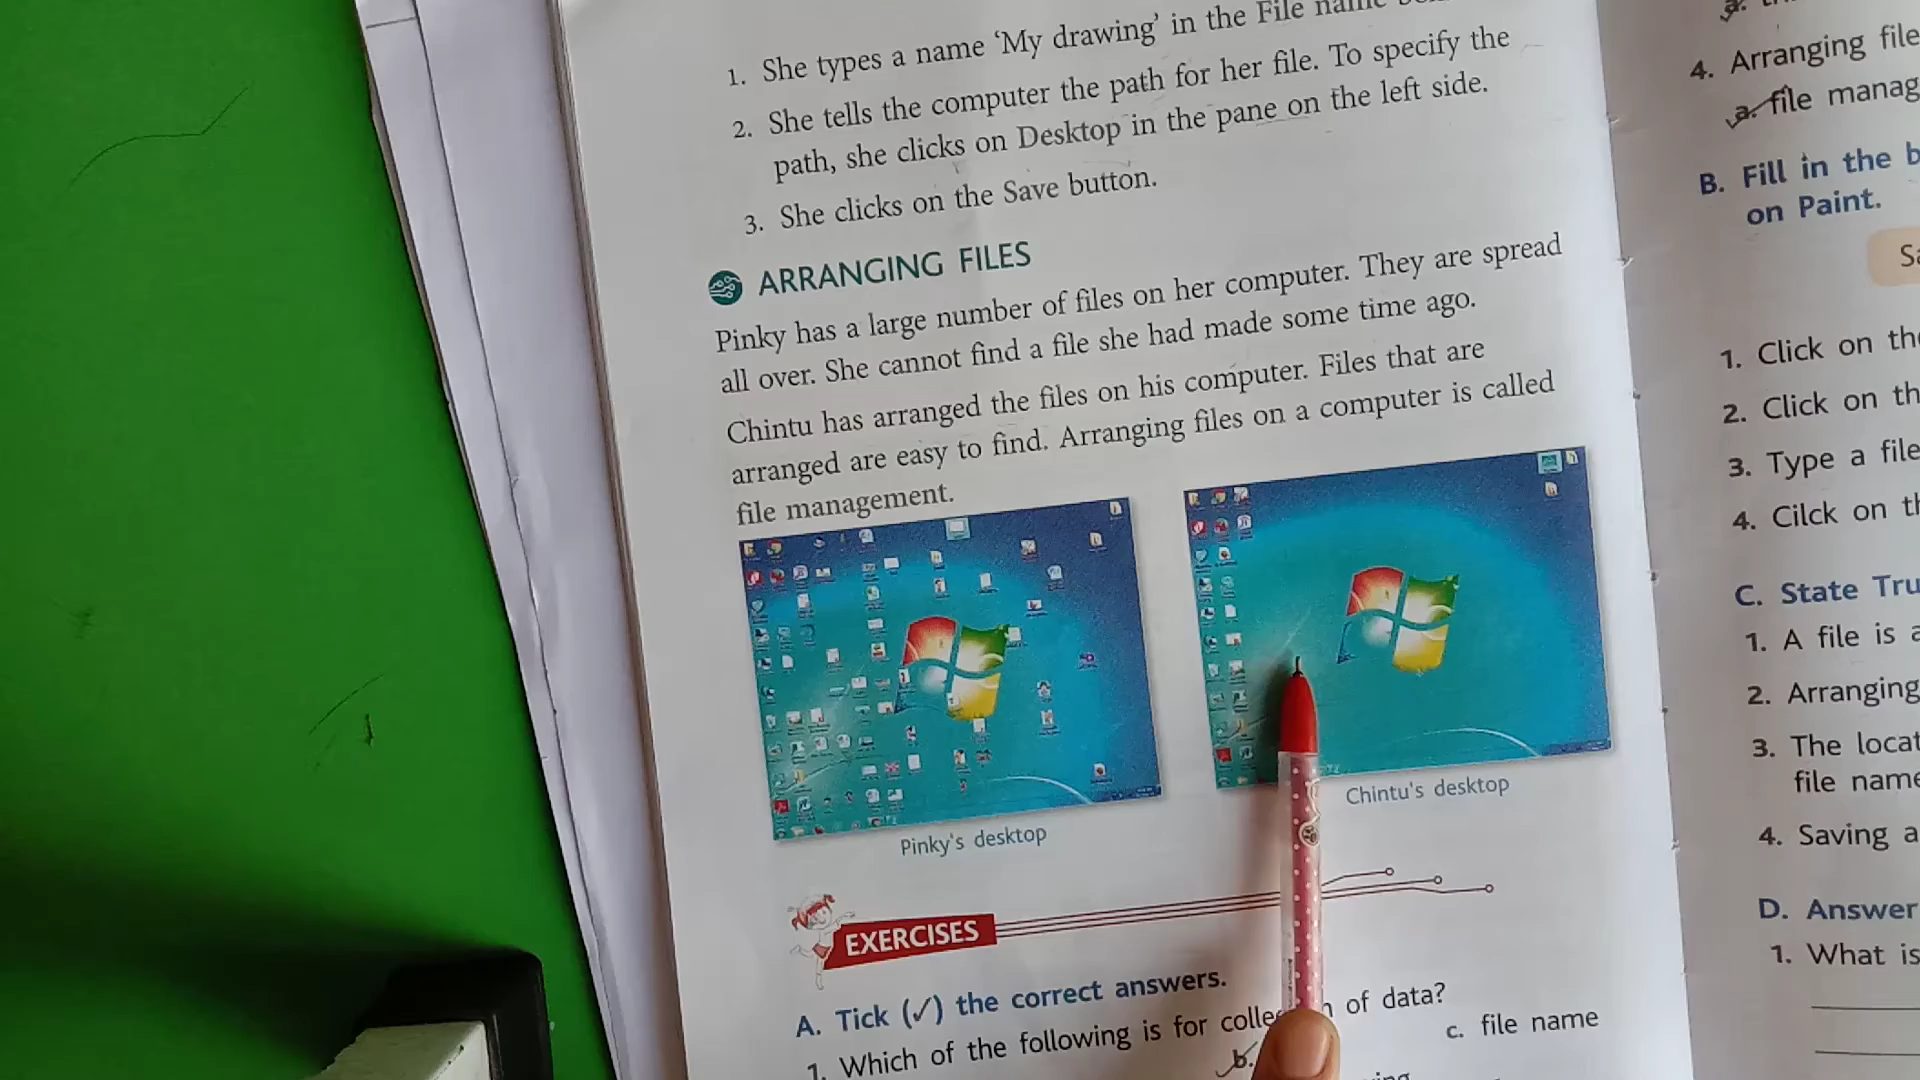 1. She types a name ‘My drawing’ in the File name
2. She tells the computer the path for her file. To specify the
path, she clicks on Desktop in the pane on the left side.
3. She clicks on the Save button.
ARRANGING FILES
Pinky has a large number of files on her computer. They are spread
all over. She cannot find a file she had made some time ago.
Chintu has arranged the files on his computer. Files that are
arranged are easy to find. Arranging files on a computer is called
file management.
Pinky's desktop
Chintu's desktop
EXERCISES
A. Tick (✓) the correct answers.
1. Which of the following is for of data?
b.
c. file name
4. Arranging file
a. file manag
B. Fill in the b
on Paint.
1. Click on the
2. Click on th
3. Type a file
4. Cilck on th
C. State Tru
1. A file is a
2. Arranging
3. The locat
file name
4. Saving a
D. Answer
1. What is